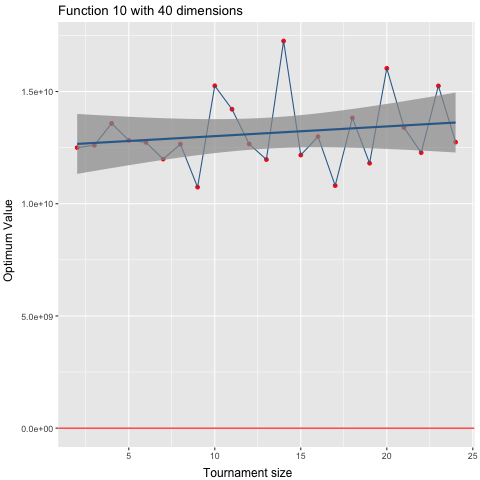 Function 10 with 40 dimensions
Optimum Value
1.5e+10
1.0e+10
5.0e+09
0.0e+00
5
10
15
20
25
Tournament size